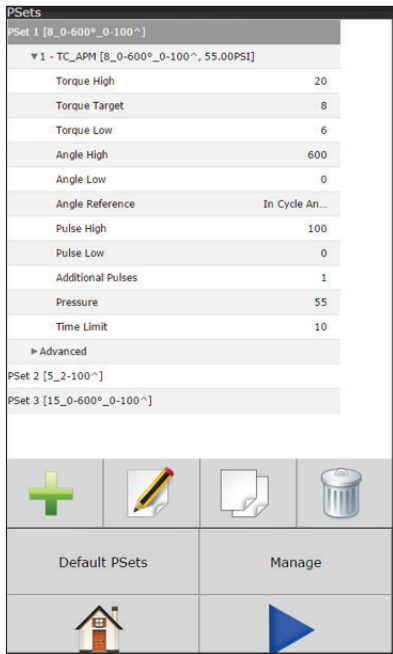 PSets
PSet 1 [8_0-600°_0-100^]
▼1 - TC_APM [8_0-600°_0-100^, 55.00PSI]
Torque High 20
Torque Target 8
Torque Low 6
Angle High 600
Angle Low 0
Angle Reference In Cycle An...
Pulse High 100
Pulse Low 0
Additional Pulses 1
Pressure 55
Time Limit 10
▶Advanced
PSet 2 [5_2-100^]
PSet 3 [15_0-600°_0-100^]
Default PSets Manage